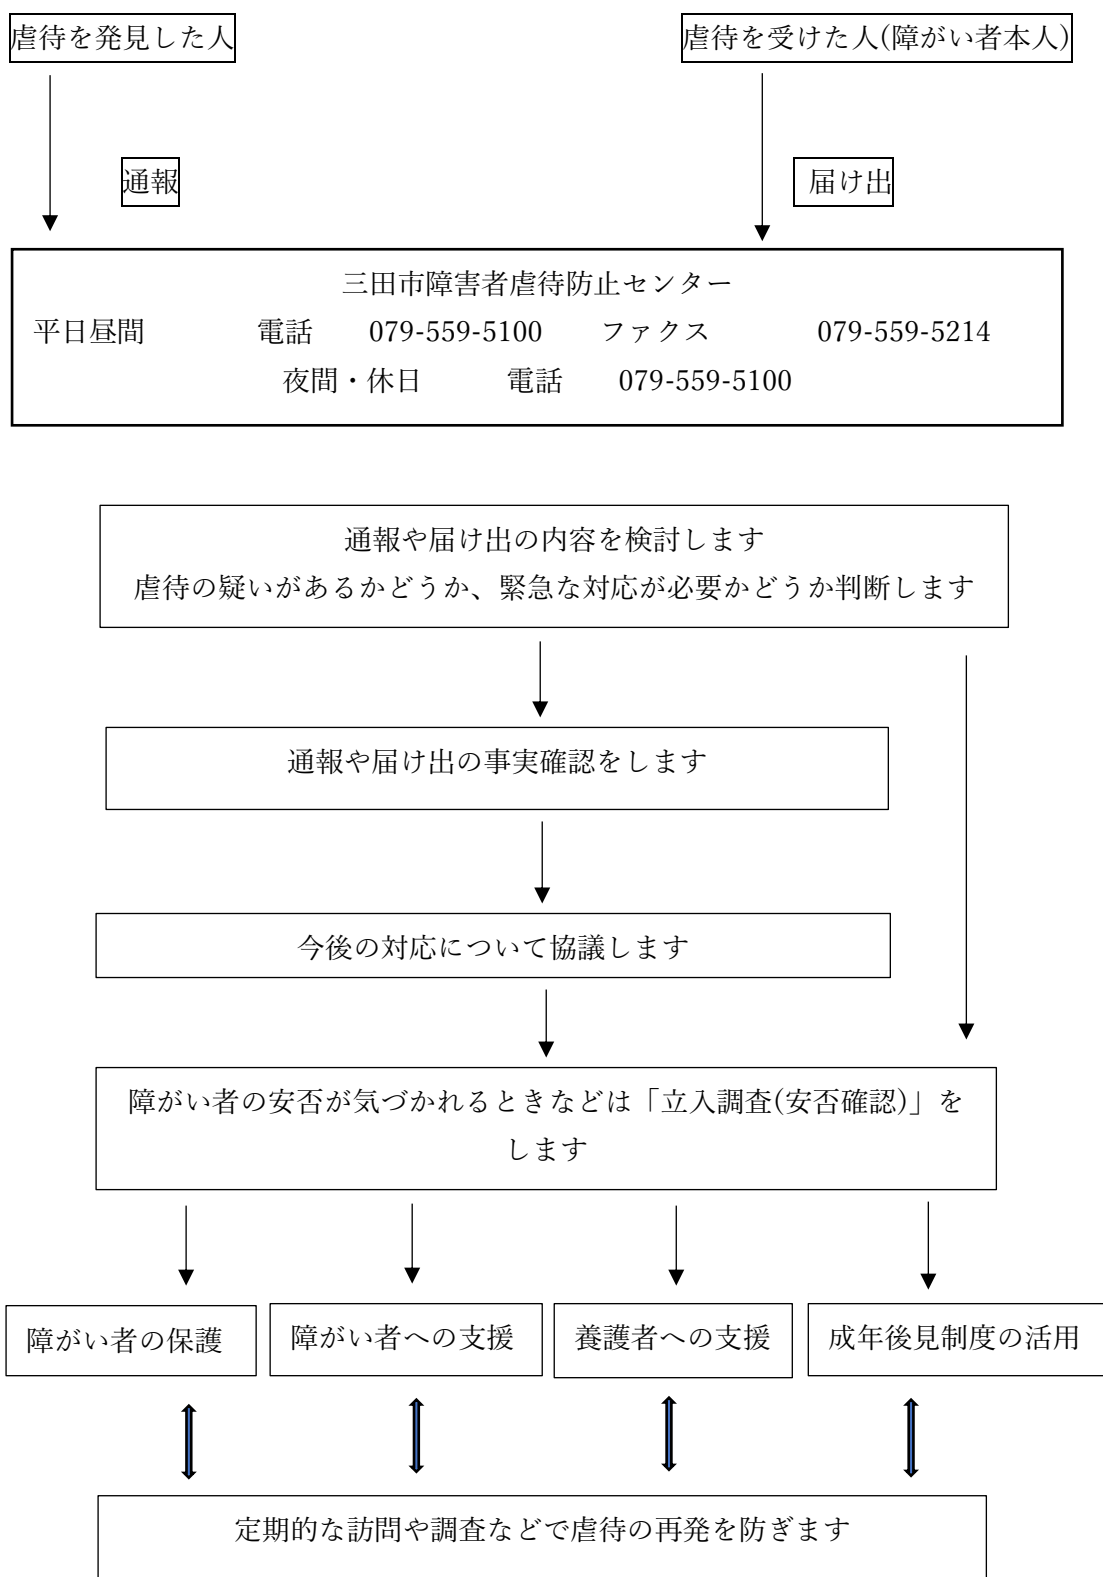 虐待を発見した人
虐待を受けた人(障がい者本人)
通報
届け出
三田市障害者虐待防止センター
平日昼間 電話 079-559-5100 ファクス 079-559-5214
夜間・休日 電話 079-559-5100
通報や届け出の内容を検討します
虐待の疑いがあるかどうか、緊急な対応が必要かどうか判断します
通報や届け出の事実確認をします
今後の対応について協議します
障がい者の安否が気づかれるときなどは「立入調査(安否確認)」を
します
障がい者の保護
障がい者への支援
養護者への支援
成年後見制度の活用
定期的な訪問や調査などで虐待の再発を防ぎます